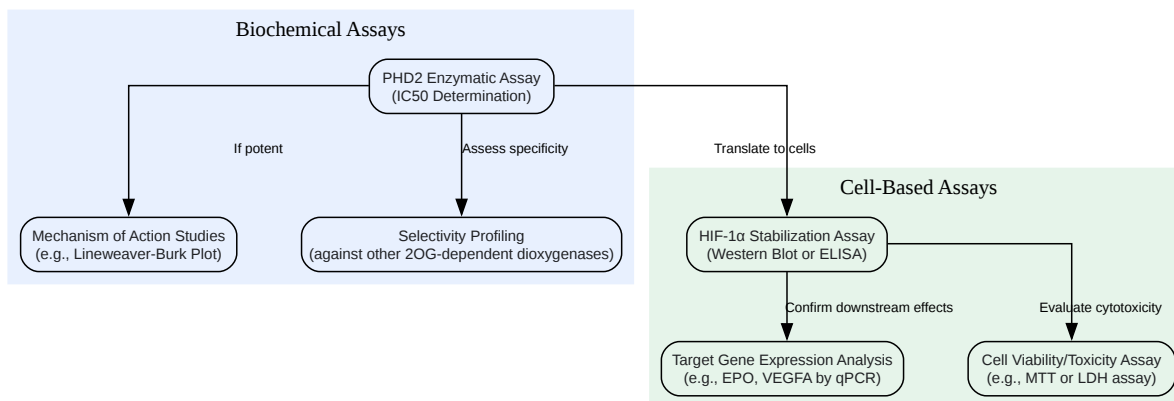 Biochemical Assays
PHD2 Enzymatic Assay
(IC50 Determination)
If potent
Assess specificity
Translate to cells
Mechanism of Action Studies
(e.g., Lineweaver-Burk Plot)
Selectivity Profiling
(against other 2OG-dependent dioxygenases)
Cell-Based Assays
HIF-1α Stabilization Assay
(Western Blot or ELISA)
Confirm downstream effects
Evaluate cytotoxicity
Target Gene Expression Analysis
(e.g., EPO, VEGFA by qPCR)
Cell Viability/Toxicity Assay
(e.g., MTT or LDH assay)